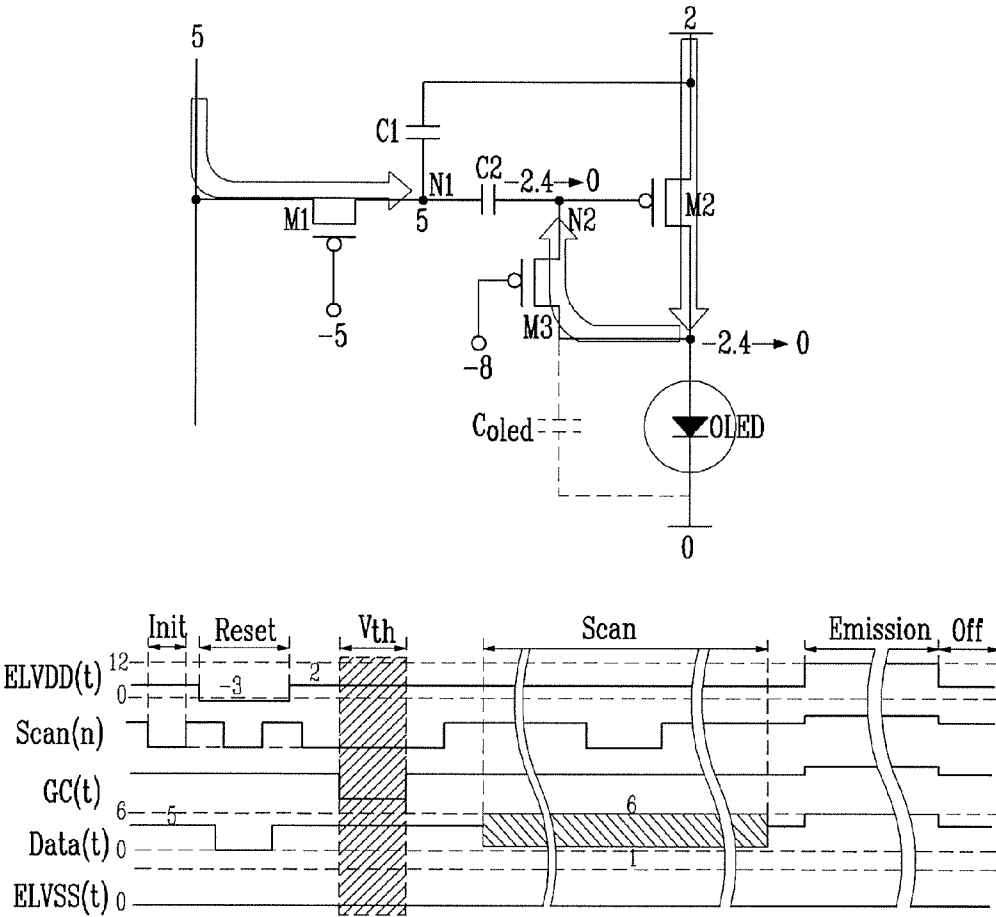 5
2
C1
C2
-2.4→0
N1
5
N2
M1
M2
-5
M3
-8
-2.4→0
Coled
OLED
0
Init
Reset
Vth
Scan
Emission
Off
ELVDD(t)
12
0
-3
2
Scan(n)
GC(t)
6
5
6
Data(t)
0
1
ELVSS(t)
0